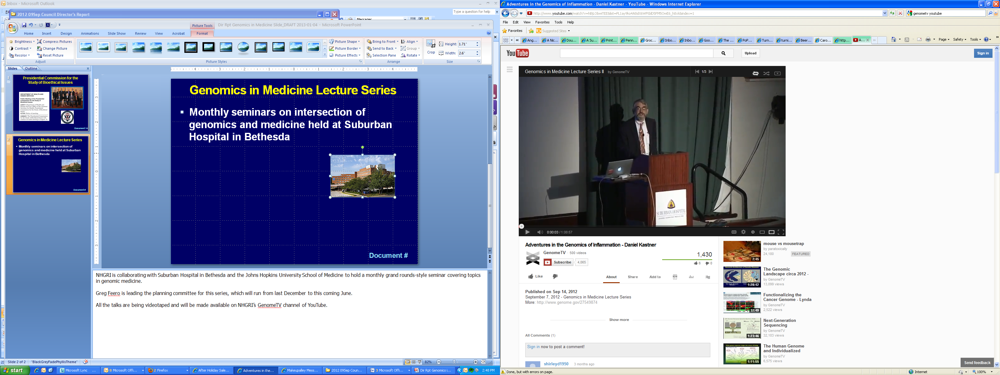 Inbox - Microsoft Outlook
Type a question for help
2012 09Sep Council Director's Report
Messages
Picture Tools
Dir Rpt Genomics in Medicine Slide_DRAFT 2013-01-04 - Microsoft PowerPoint
Home Insert Design Animations Slide Show Review View Acrobat Format
Brightness Compress Pictures Picture Shape Bring to Front Align Height: 1.71"
Contrast Change Picture Picture Border Send to Back Group Crop Width: 2.6"
Recolor Reset Picture Picture Effects Selection Pane Rotate
Adjust Picture Styles Arrange Size
Slides Outline
1
Presidential Commission for the
Study of Bioethical Issues
DEPARTMENT OF HEALTH AND
HUMAN SERVICES
Public Meeting of the Presidential
Commission for the Study of
Bioethical Issues
Document 14
2
Genomics in Medicine Lecture Series
Monthly seminars on intersection of
genomics and medicine held at Suburban
Hospital in Bethesda
Document #
Genomics in Medicine Lecture Series
▪ Monthly seminars on intersection of
genomics and medicine held at Suburban
Hospital in Bethesda
Document #
NHGRI is collaborating with Suburban Hospital in Bethesda and the Johns Hopkins University School of Medicine to hold a monthly grand rounds-style seminar covering topics
in genomic medicine.
Greg Feero is leading the planning committee for this series, which will run from last December to this coming June.
All the talks are being videotaped and will be made available on NHGRI's GenomeTV channel of YouTube.
Slide 2 of 2 "BlackGreyFadePhyllisTheme" 82%
start Microsoft Lync 8 Microsoft Offi... 2 Firefox After Holiday Sale... Adventures in the... Makeupalley Mess... 2012 09Sep Coun... 3 Microsoft Offi... Dir Rpt Genomics i... 2:48 PM
Adventures in the Genomics of Inflammation - Daniel Kastner - YouTube - Windows Internet Explorer
genometv youtube
File Edit View Favorites Tools Help
Favorites Suggested Sites
Ang... A Nic... Dou... A Su... Print... Penn... Groc... Inbo... Inbo... Goo... The ... PoP... Turn... turni... Beer... Caro... http... A... Page Safety Tools
YouTube Upload Sign in
Genomics in Medicine Lecture Series II by GenomeTV 1/3
SUBURBAN HOSPITAL
JOHNS HOPKINS MEDICINE
0:00:03 / 1:08:57
Adventures in the Genomics of Inflammation - Daniel Kastner
GenomeTV · 500 videos
1,430
Subscribe 4,065
6 0
Like About Share Add to
Published on Sep 14, 2012
September 7, 2012 - Genomics in Medicine Lecture Series
More: http://www.genome.gov/27549874
Show more
All Comments (1)
Sign in now to post a comment!
shirleyd1950 3 months ago
mouse vs mousetrap
by paratoxically
24,180 FEATURED
2:45
The Genomic
Landscape circa 2012 -
by GenomeTV
13,099 views
1:28:42
Functionalizing the
Cancer Genome - Lynda
by GenomeTV
2,522 views
32:49
Next-Generation
Sequencing
by GenomeTV
32,103 views
1:23:46
The Human Genome
and Individualized
by GenomeTV
6,575 views
1:11:55
Send feedback
Done, but with errors on page. Internet 100%